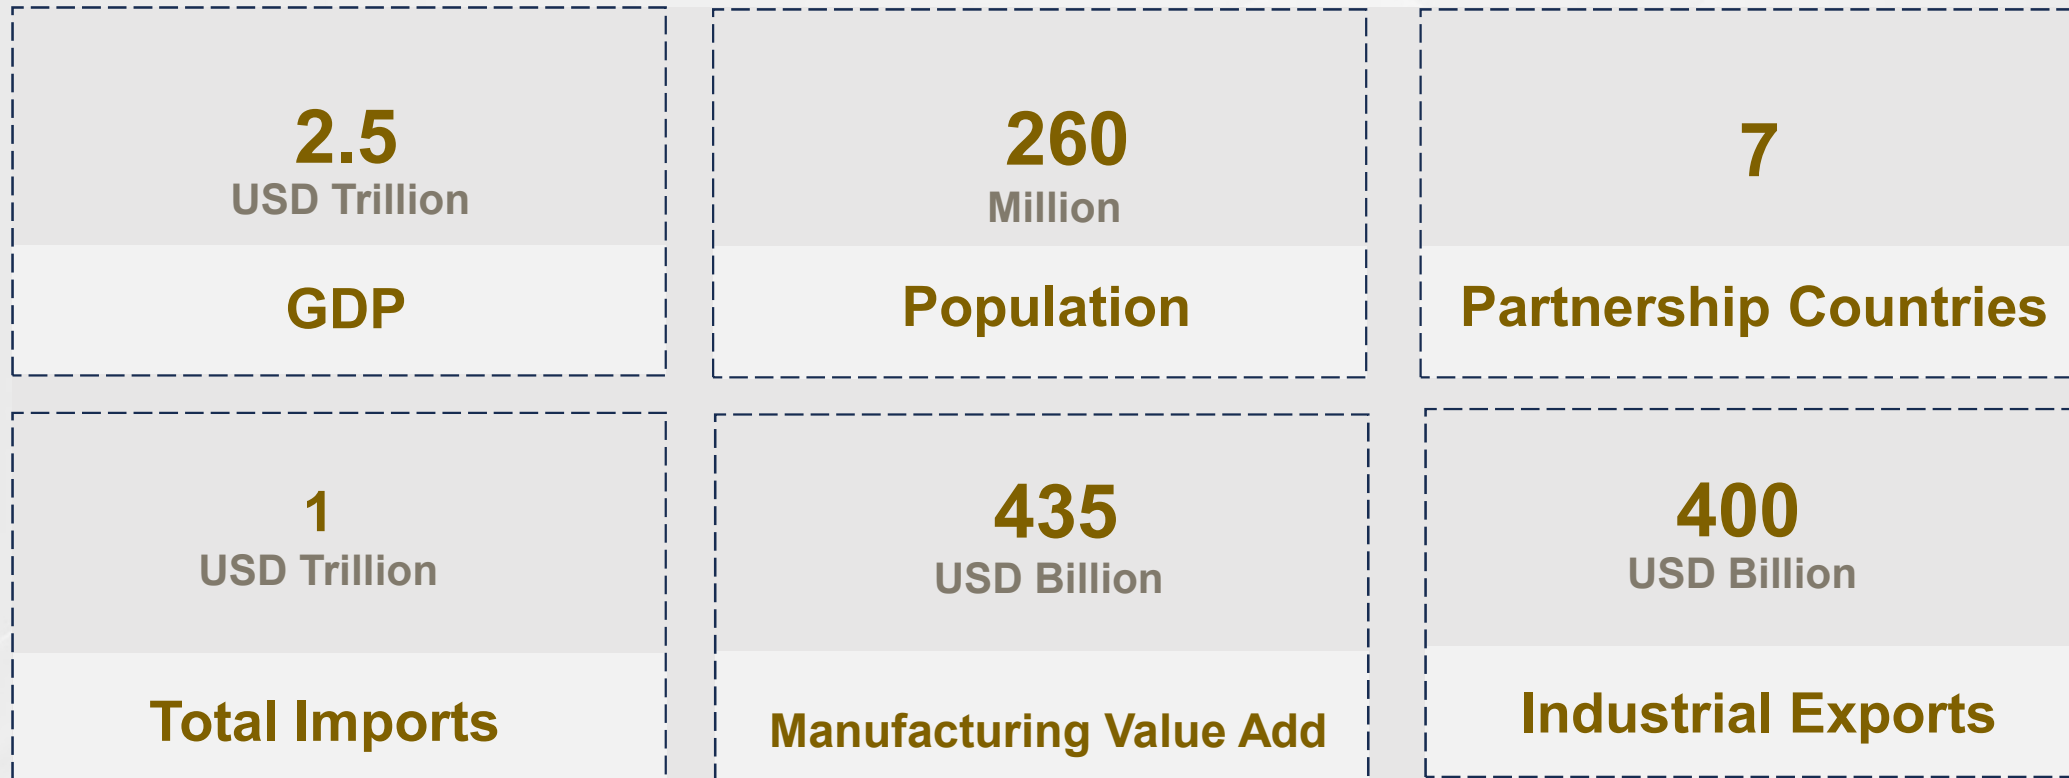 2.5
USD Trillion
GDP
260
Million
Population
7
Partnership Countries
1
USD Trillion
Total Imports
435
USD Billion
Manufacturing Value Add
400
USD Billion
Industrial Exports